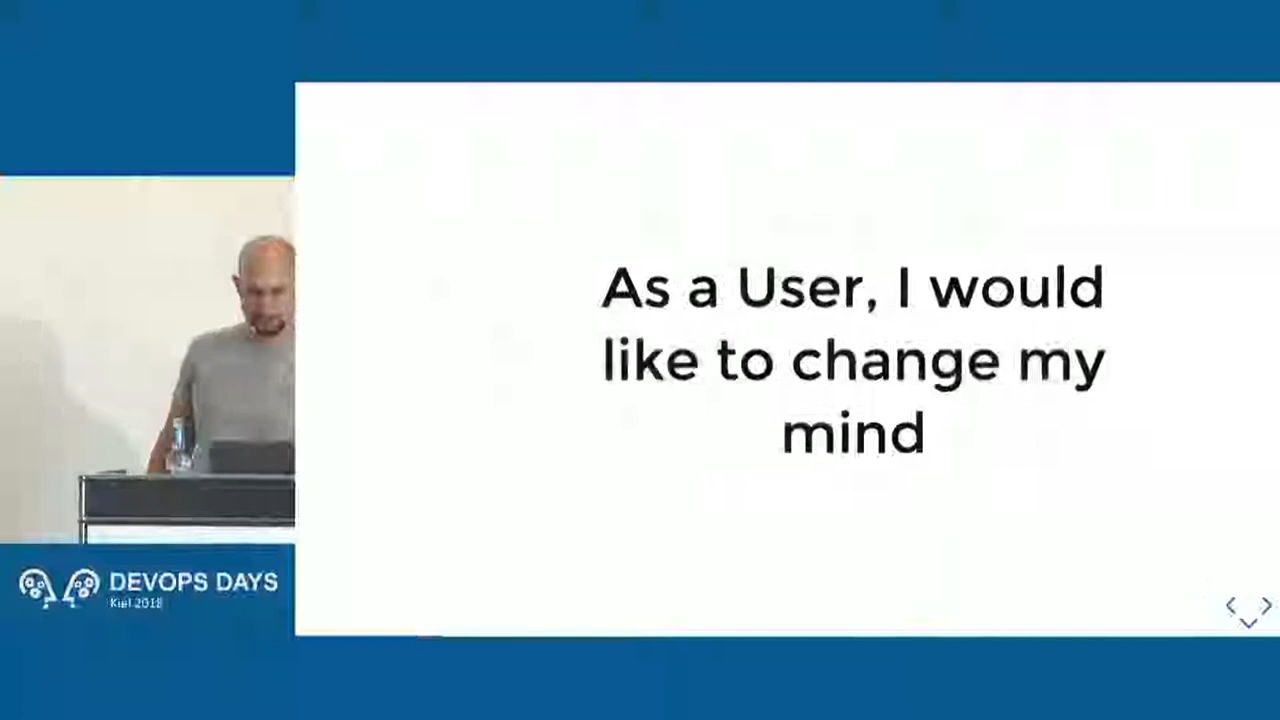 As a User, I would
like to change my
mind
DEVOPS DAYS
Kiel 2018